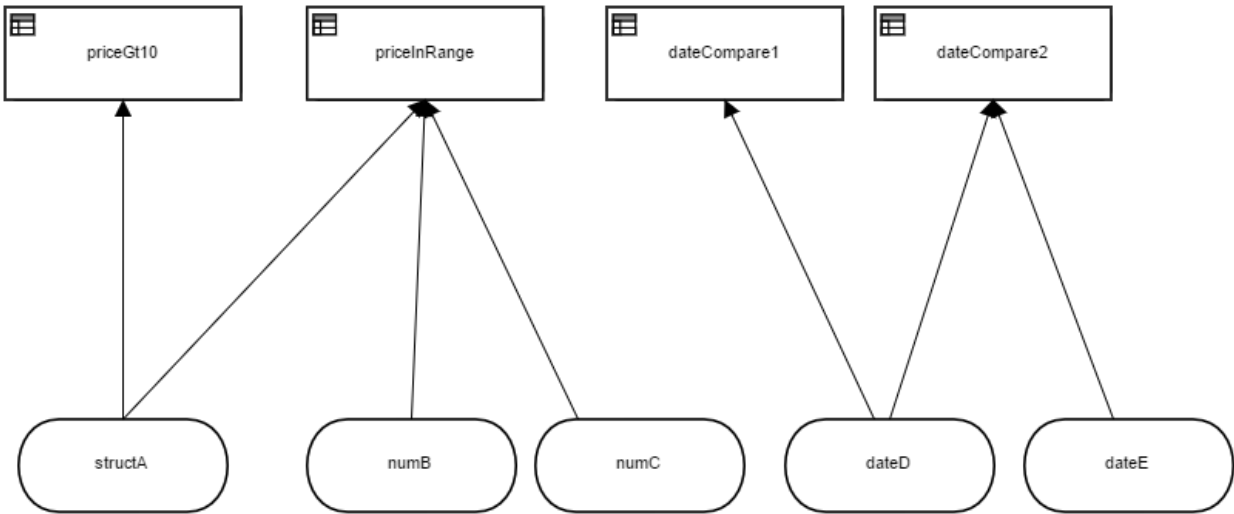 priceGt10
priceInRange
dateCompare1
dateCompare2
structA
numB
numC
dateD
dateE